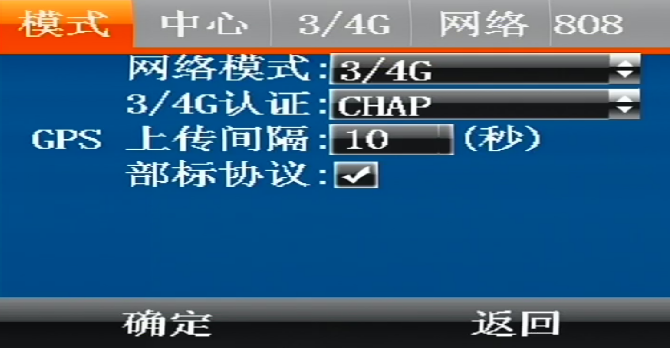 模式 中心 3/4G 网络 808
网络模式:3/4G
3/4G认证:CHAP
GPS 上传间隔:10 (秒)
部标协议:
确定 返回